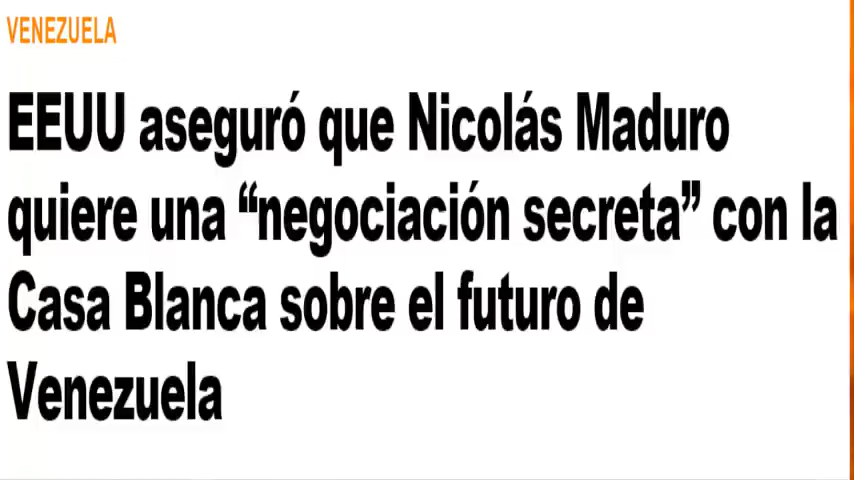 VENEZUELA
EEUU aseguró que Nicolás Maduro
quiere una “negociación secreta” con la
Casa Blanca sobre el futuro de
Venezuela